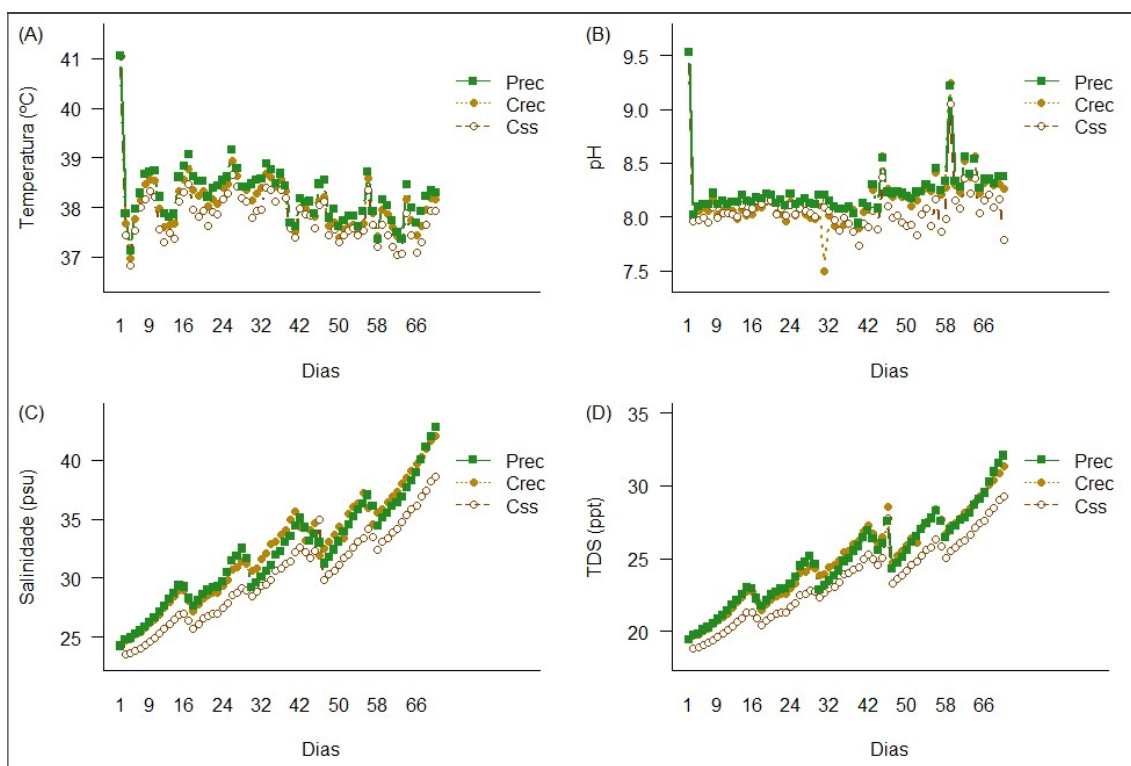 (A)
Temperatura (ºC)
41
40
39
38
37
Prec
Crec
Css
1 9 16 24 32 42 50 58 66
Dias
(B)
pH
9.5
9.0
8.5
8.0
7.5
Prec
Crec
Css
1 9 16 24 32 42 50 58 66
Dias
(C)
Salinidade (psu)
40
35
30
25
Prec
Crec
Css
1 9 16 24 32 42 50 58 66
Dias
(D)
TDS (ppt)
35
30
25
20
Prec
Crec
Css
1 9 16 24 32 42 50 58 66
Dias